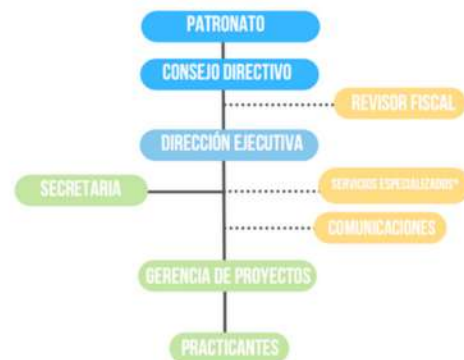 PATRONATO
CONSEJO DIRECTIVO
REVISOR FISCAL
DIRECCIÓN EJECUTIVA
SECRETARIA
SERVICIOS ESPECIALIZADOS*
COMUNICACIONES
GERENCIA DE PROYECTOS
PRACTICANTES